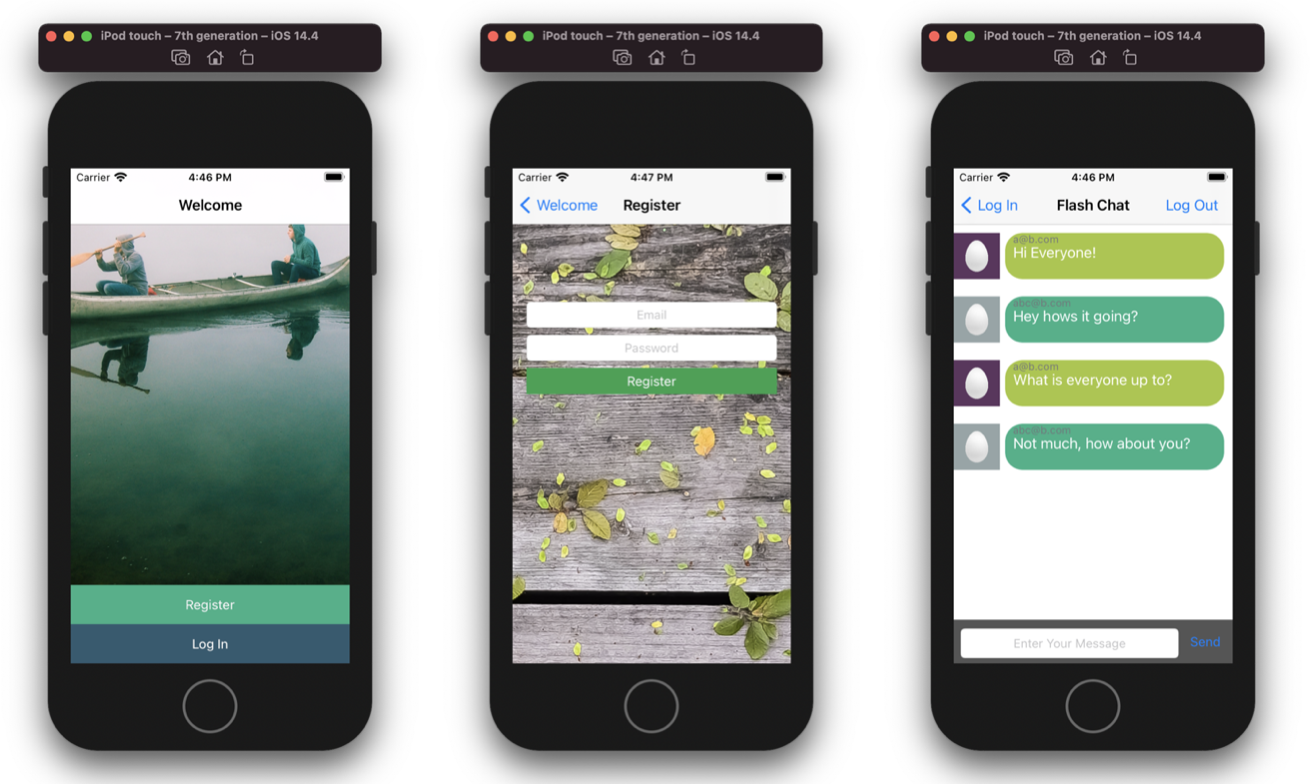 iPod touch – 7th generation – iOS 14.4
Carrier 4:46 PM
Welcome
Register
Log In
iPod touch – 7th generation – iOS 14.4
Carrier 4:47 PM
Welcome Register
Email
Password
Register
iPod touch – 7th generation – iOS 14.4
Carrier 4:46 PM
Log In Flash Chat Log Out
a@b.com
Hi Everyone!
abc@b.com
Hey hows it going?
a@b.com
What is everyone up to?
abc@b.com
Not much, how about you?
Enter Your Message Send